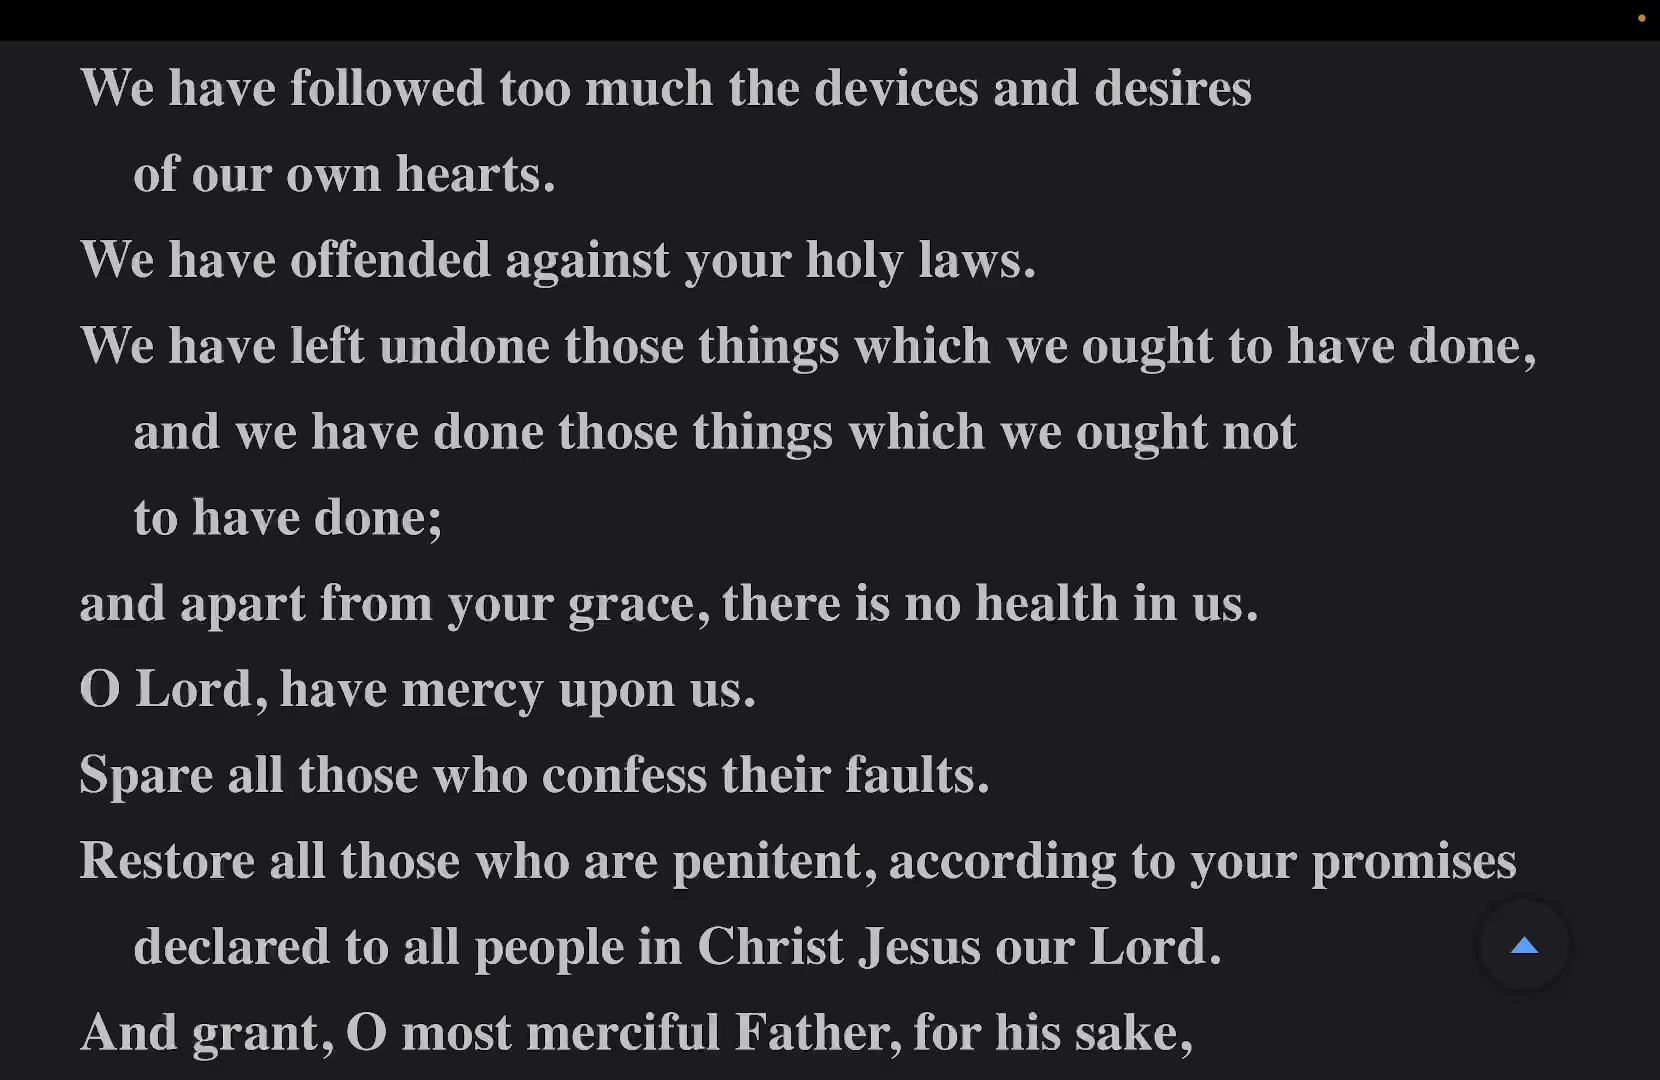 We have followed too much the devices and desires
of our own hearts.
We have offended against your holy laws.
We have left undone those things which we ought to have done,
and we have done those things which we ought not
to have done;
and apart from your grace, there is no health in us.
O Lord, have mercy upon us.
Spare all those who confess their faults.
Restore all those who are penitent, according to your promises
declared to all people in Christ Jesus our Lord.
And grant, O most merciful Father, for his sake,